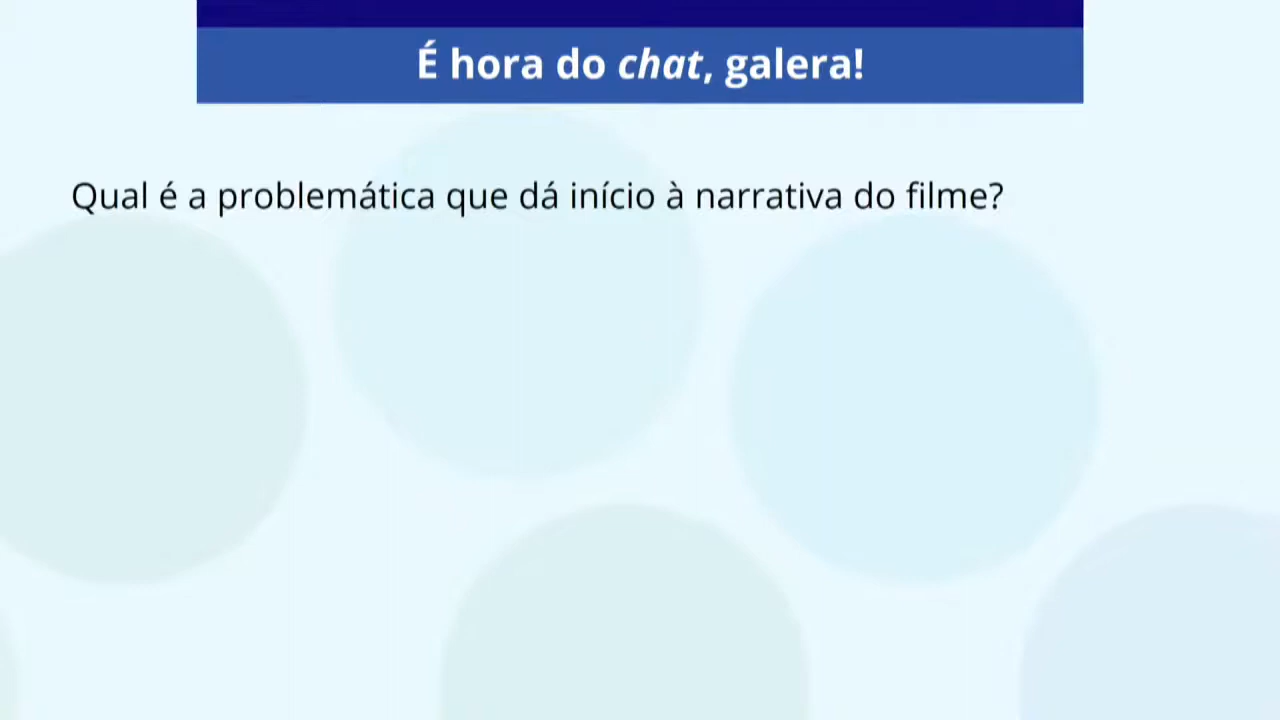 É hora do chat, galera!
Qual é a problemática que dá início à narrativa do filme?